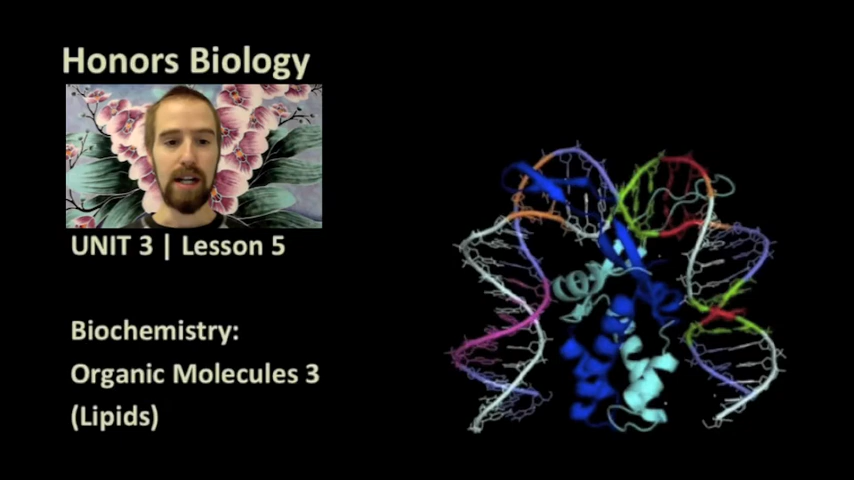 Honors Biology
UNIT 3 | Lesson 5
Biochemistry:
Organic Molecules 3
(Lipids)